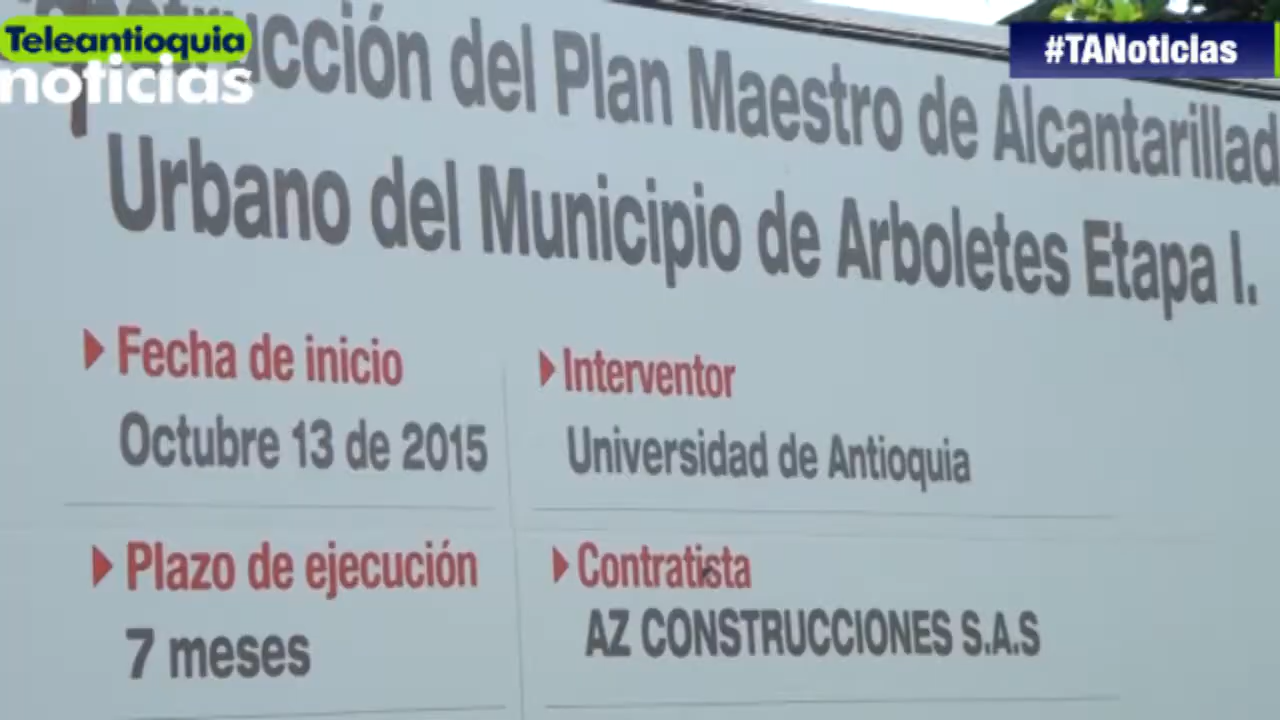 Teleantioquia
noticias
#TANoticias
Construcción del Plan Maestro de Alcantarillad
Urbano del Municipio de Arboletes Etapa I.
Fecha de inicio
Octubre 13 de 2015
Interventor
Universidad de Antioquia
Plazo de ejecución
7 meses
Contratista
AZ CONSTRUCCIONES S.A.S